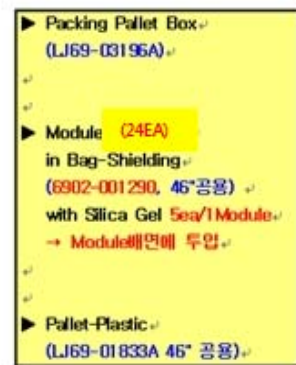 ▶ Packing Pallet Box
(LJ69-03196A)
▶ Module (24EA)
in Bag-Shielding
(6902-001290, 46"공용)
with Silica Gel 5ea/1Module
→ Module배면에 투입
▶ Pallet-Plastic
(LJ69-01833A 46" 공용)